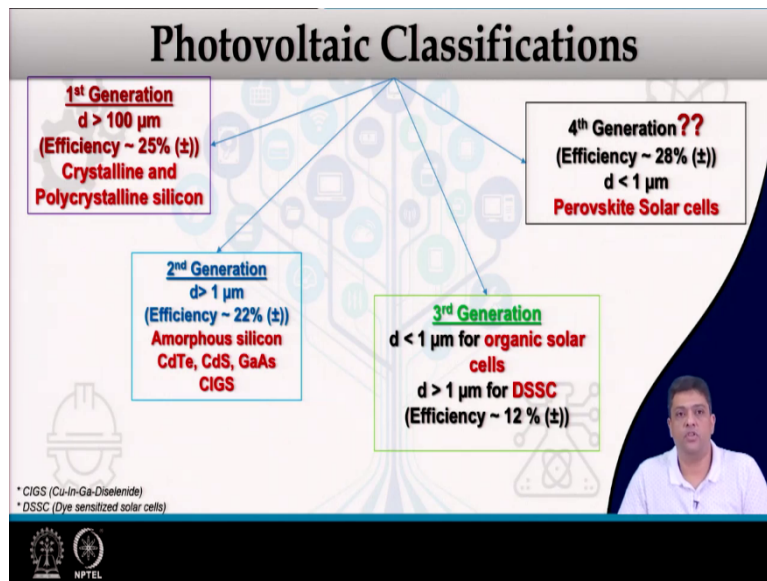 Photovoltaic Classifications
1st Generation
d > 100 µm
(Efficiency ~ 25% (±))
Crystalline and
Polycrystalline silicon
4th Generation??
(Efficiency ~ 28% (±))
d < 1 µm
Perovskite Solar cells
2nd Generation
d> 1 µm
(Efficiency ~ 22% (±))
Amorphous silicon
CdTe, CdS, GaAs
CIGS
3rd Generation
d < 1 µm for organic solar
cells
d > 1 µm for DSSC
(Efficiency ~ 12 % (±))
* CIGS (Cu-In-Ga-Diselenide)
* DSSC (Dye sensitized solar cells)
NPTEL